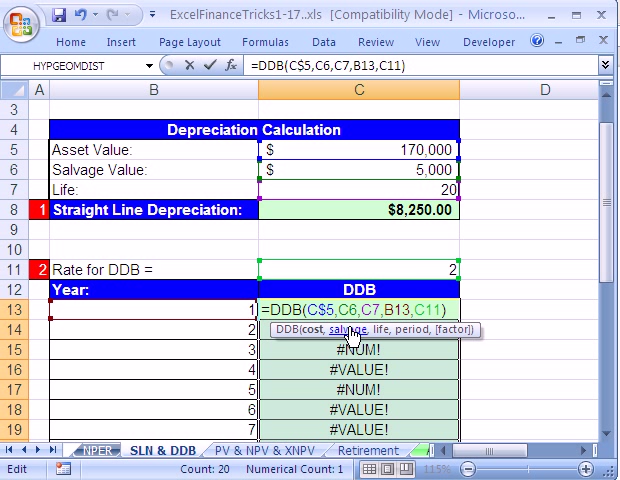 ExcelFinanceTricks1-17..xls [Compatibility Mode] - Microso...
Home Insert Page Layout Formulas Data Review View Developer
HYPGEOMDIST fx =DDB(C$5,C6,C7,B13,C11)
A B C D
3
4 Depreciation Calculation
5 Asset Value: $ 170,000
6 Salvage Value: $ 5,000
7 Life: 20
8 1 Straight Line Depreciation: $8,250.00
9
10
11 2 Rate for DDB = 2
12 Year: DDB
13 1 =DDB(C$5,C6,C7,B13,C11)
14 2 DDB(cost, salvage, life, period, [factor])
15 3 #NUM!
16 4 #VALUE!
17 5 #NUM!
18 6 #VALUE!
19 7 #VALUE!
NPER SLN & DDB PV & NPV & XNPV Retirement
Edit Count: 20 Numerical Count: 1 115%